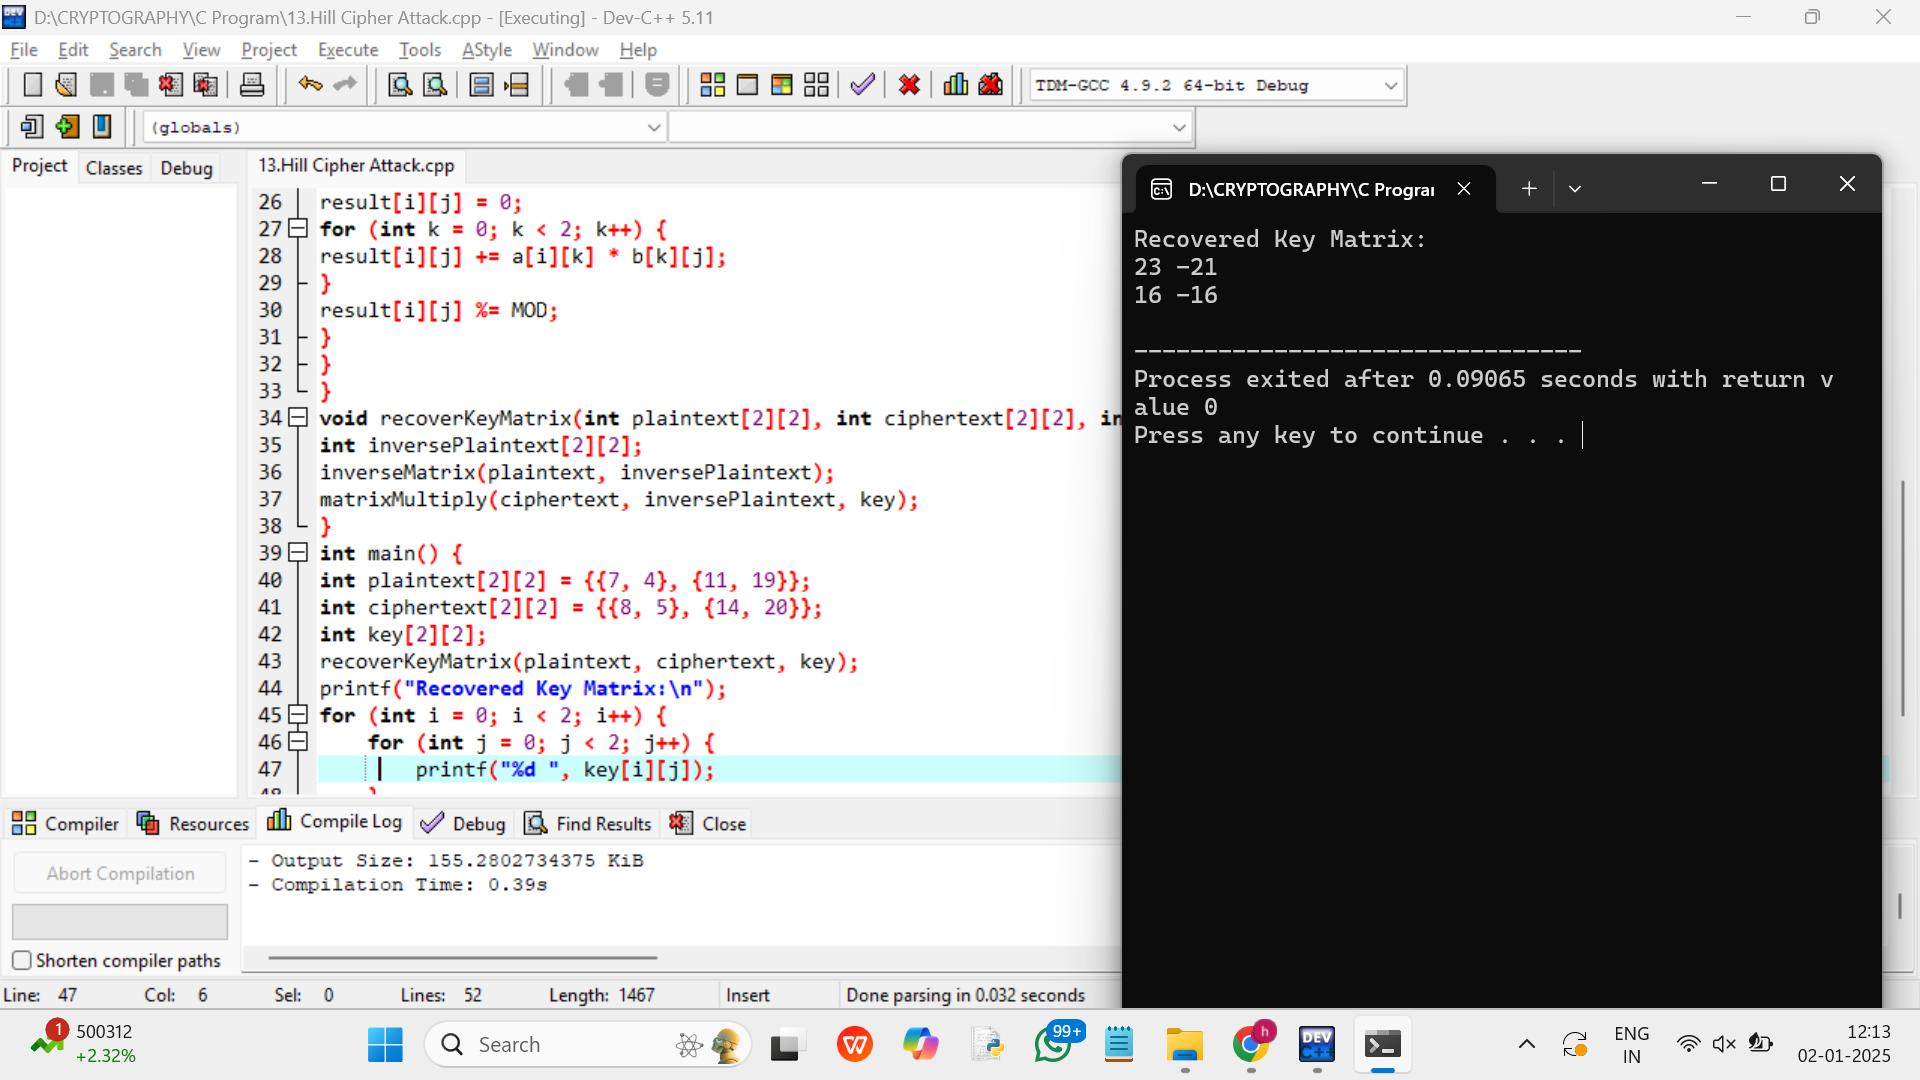 D:\CRYPTOGRAPHY\C Program\13.Hill Cipher Attack.cpp - [Executing] - Dev-C++ 5.11
File Edit Search View Project Execute Tools AStyle Window Help
TDM-GCC 4.9.2 64-bit Debug
(globals)
Project Classes Debug
13.Hill Cipher Attack.cpp
26 result[i][j] = 0;
27 for (int k = 0; k < 2; k++) {
28 result[i][j] += a[i][k] * b[k][j];
29 }
30 result[i][j] %= MOD;
31 }
32 }
33 }
34 void recoverKeyMatrix(int plaintext[2][2], int ciphertext[2][2], in
35 int inversePlaintext[2][2];
36 inverseMatrix(plaintext, inversePlaintext);
37 matrixMultiply(ciphertext, inversePlaintext, key);
38 }
39 int main() {
40 int plaintext[2][2] = {{7, 4}, {11, 19}};
41 int ciphertext[2][2] = {{8, 5}, {14, 20}};
42 int key[2][2];
43 recoverKeyMatrix(plaintext, ciphertext, key);
44 printf("Recovered Key Matrix:\n");
45 for (int i = 0; i < 2; i++) {
46 for (int j = 0; j < 2; j++) {
47 printf("%d ", key[i][j]);
48 }
D:\CRYPTOGRAPHY\C Prograi
Recovered Key Matrix:
23 -21
16 -16
--------------------------------
Process exited after 0.09065 seconds with return v
alue 0
Press any key to continue . . .
Compiler Resources Compile Log Debug Find Results Close
Abort Compilation
Shorten compiler paths
- Output Size: 155.2802734375 KiB
- Compilation Time: 0.39s
Line: 47 Col: 6 Sel: 0 Lines: 52 Length: 1467 Insert Done parsing in 0.032 seconds
1
500312
+2.32%
Search
99+
h
DEV
C++
ENG
IN
12:13
02-01-2025